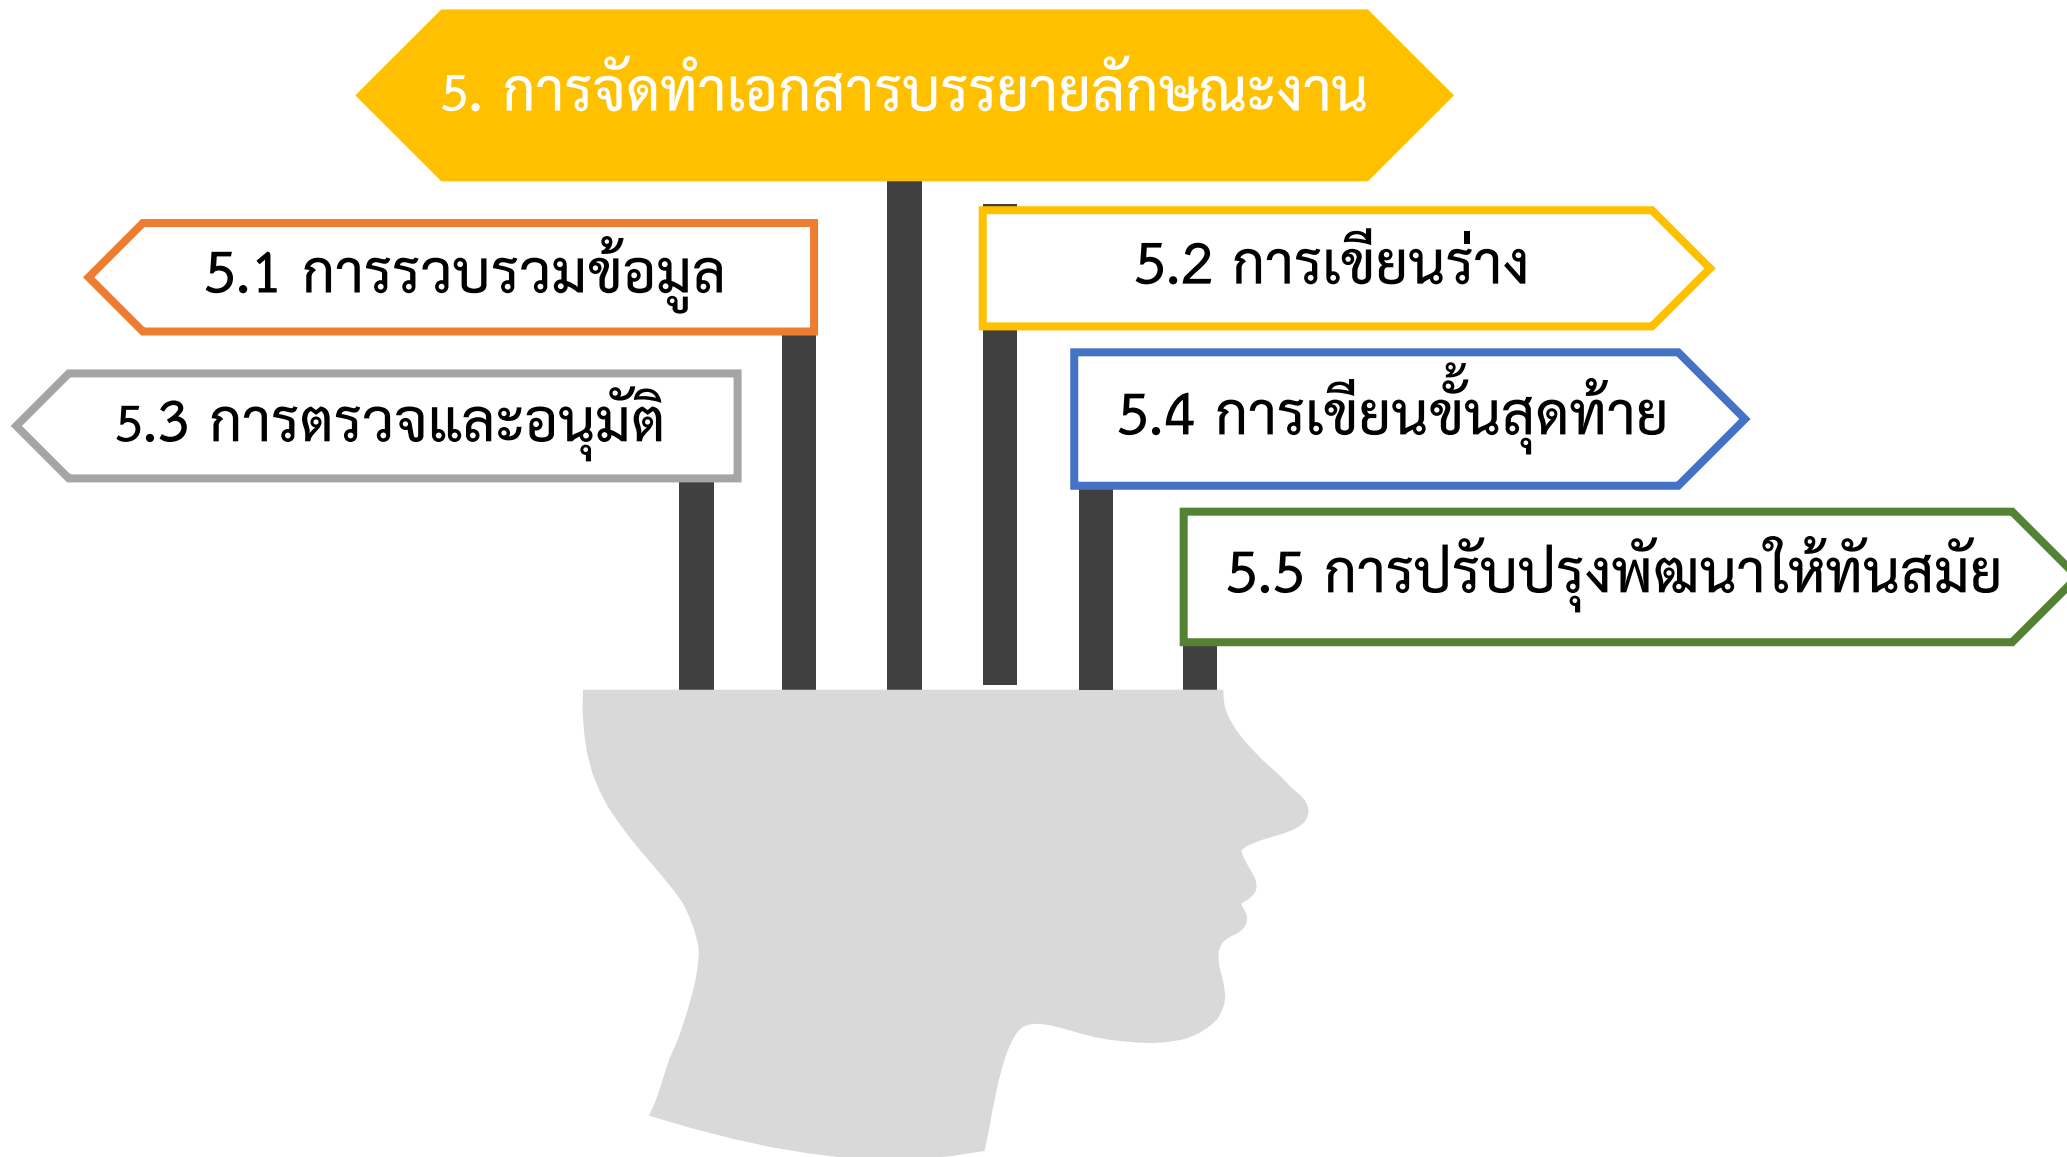 5. การจัดทำเอกสารบรรยายลักษณะงาน
5.1 การรวบรวมข้อมูล
5.2 การเขียนร่าง
5.3 การตรวจและอนุมัติ
5.4 การเขียนขั้นสุดท้าย
5.5 การปรับปรุงพัฒนาให้ทันสมัย